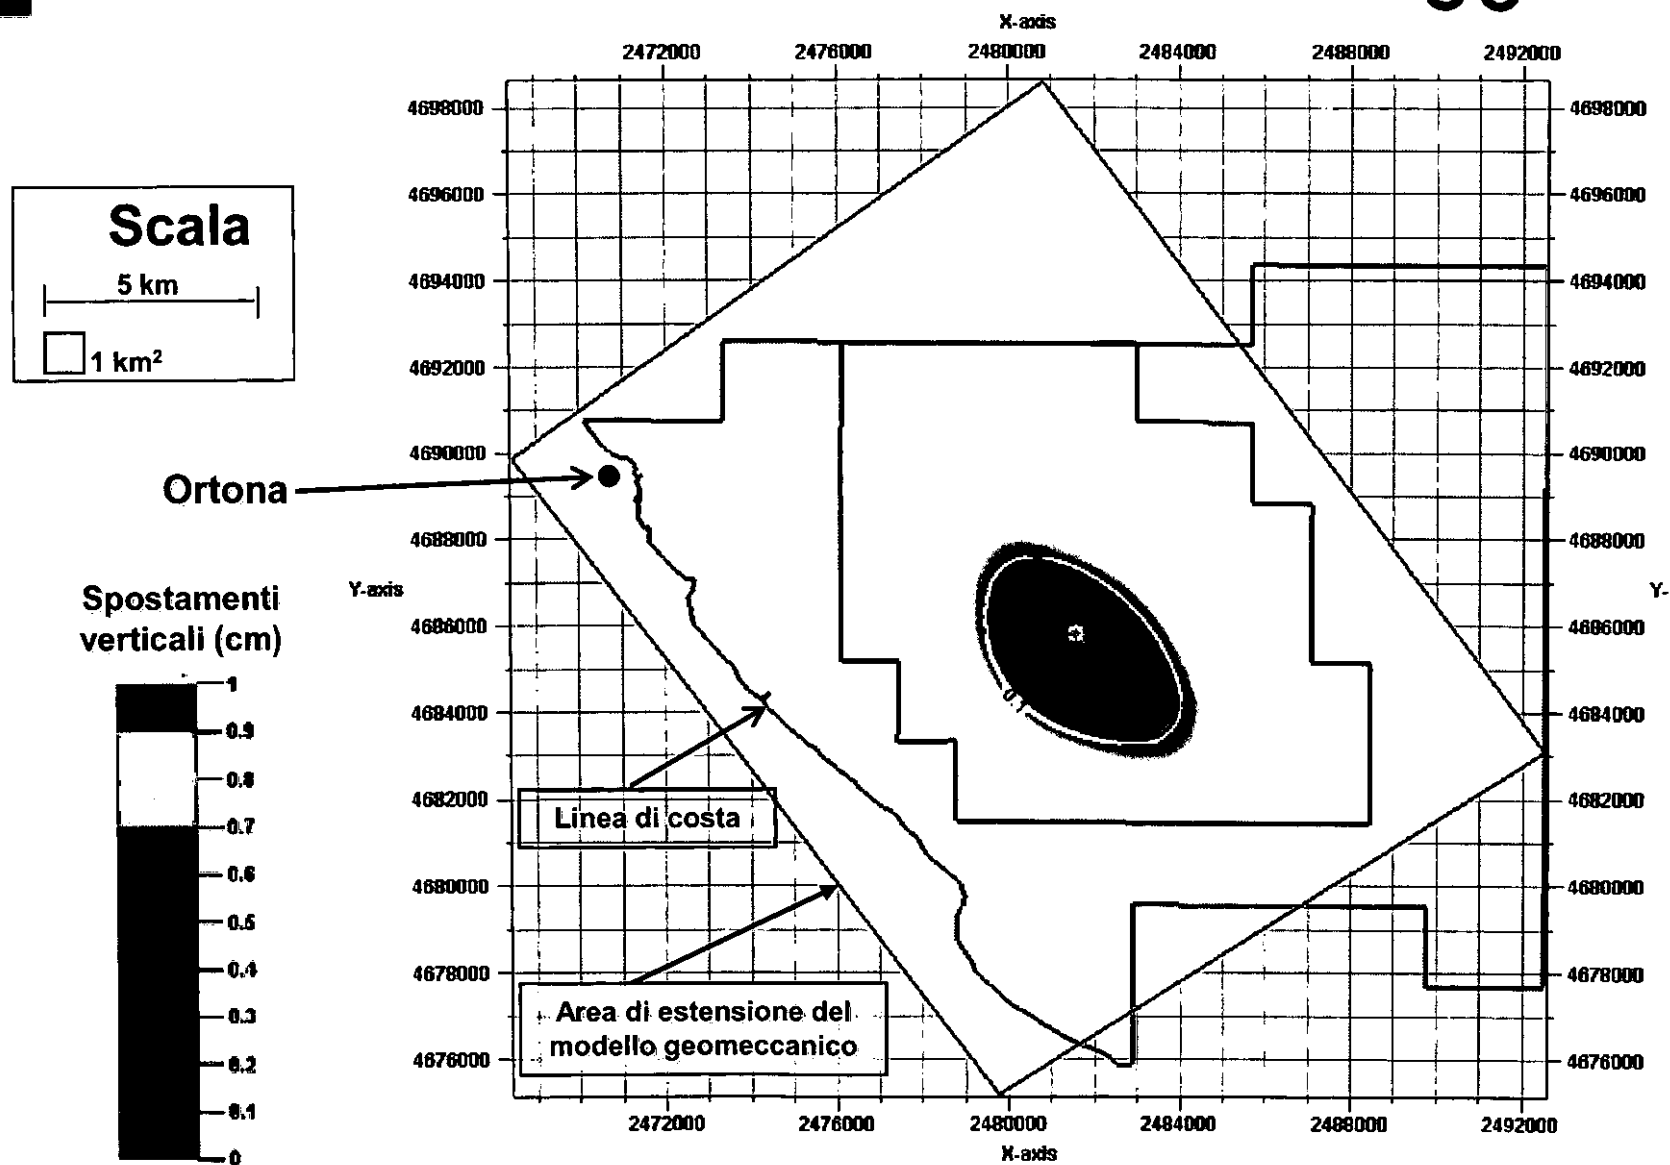 X-axis
2472000 2476000 2480000 2484000 2488000 2492000
4698000 4698000
4696000 4696000
Scala
5 km
1 km²
4694000 4694000
4692000 4692000
4690000 4690000
Ortona
4688000 4688000
Y-axis Y-
Spostamenti
verticali (cm)
4686000 4686000
0.1
4684000 4684000
1
0.9
0.8
0.7
0.6
0.5
0.4
0.3
0.2
0.1
0
4682000 4682000
Linea di costa
4680000 4680000
4678000 4678000
Area di estensione del
modello geomeccanico
4676000 4676000
2472000 2476000 2480000 2484000 2488000 2492000
X-axis